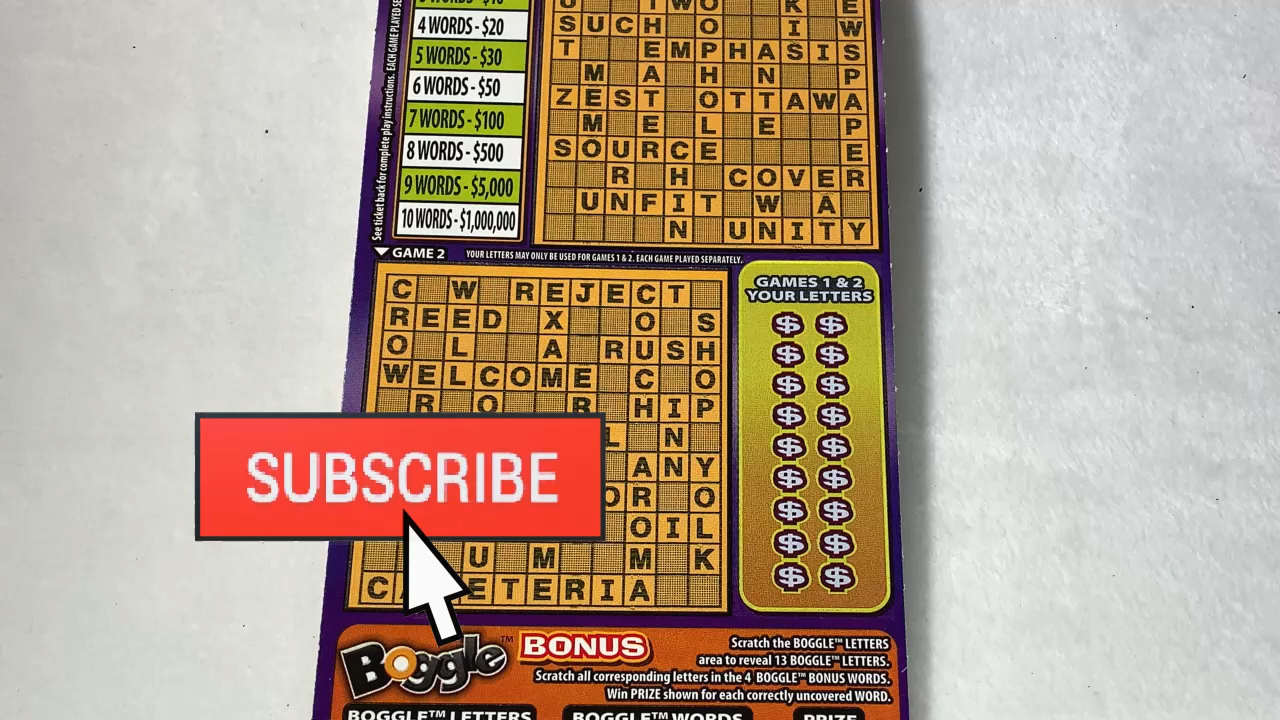 4 WORDS - $20
5 WORDS - $30
6 WORDS - $50
7 WORDS - $100
8 WORDS - $500
9 WORDS - $5,000
10 WORDS - $1,000,000
See ticket back for complete play instructions. EACH GAME PLAYED
TWO
SUCH
EMPHASIS
ZEST
OTTAWA
SOURCE
COVER
UNFIT
UNITY
GAME 2
YOUR LETTERS MAY ONLY BE USED FOR GAMES 1 & 2. EACH GAME PLAYED SEPARATELY.
REJECT
REED
RUSH
WELCOME
HIP
ANY
OIL
GAMES 1 & 2
YOUR LETTERS
SUBSCRIBE
Boggle™ BONUS
Scratch the BOGGLE™ LETTERS
area to reveal 13 BOGGLE™ LETTERS.
Scratch all corresponding letters in the 4 BOGGLE™ BONUS WORDS.
Win PRIZE shown for each correctly uncovered WORD.
BOGGLE™ LETTERS
BOGGLE™ WORDS
PRIZE